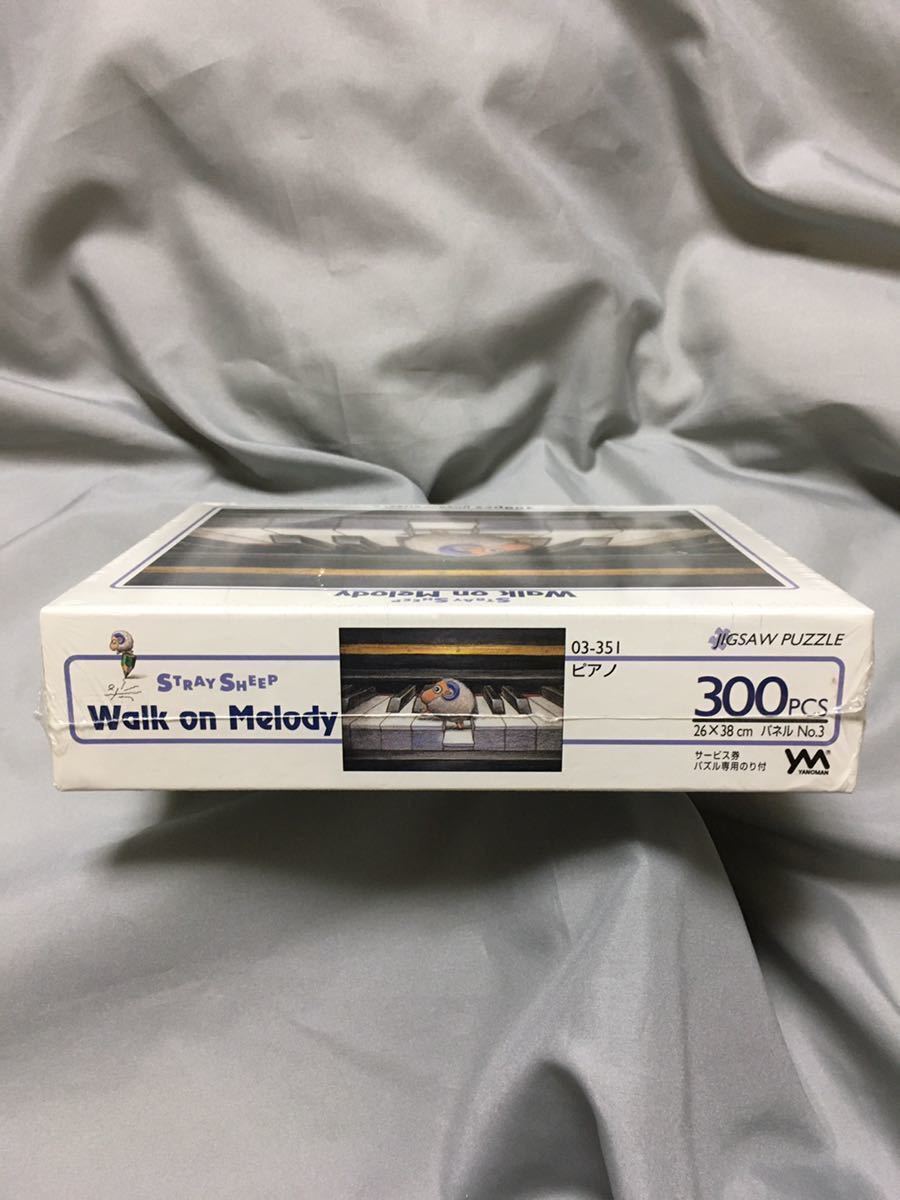 STRAY SHEEP
Walk on Melody
STRAY SHEEP
Walk on Melody
03-351
ピアノ
JIGSAW PUZZLE
300PCS
26×38cm パネル No.3
サービス券
パズル専用のり付
YM
YANOMAN